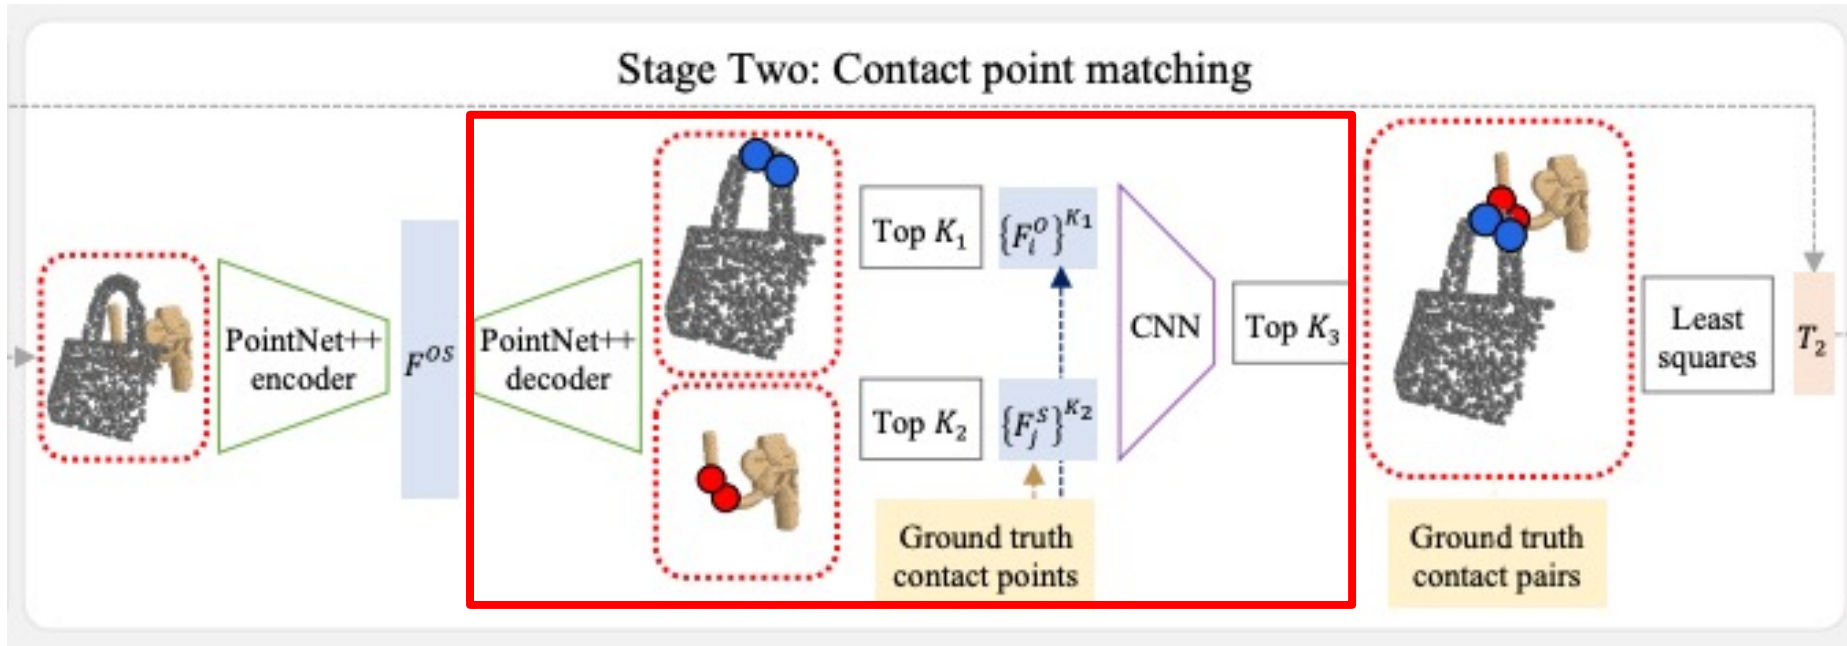 Stage Two: Contact point matching
PointNet++
encoder
F^{OS}
PointNet++
decoder
Top K_1
{F_i^O}^{K_1}
Top K_2
{F_j^S}^{K_2}
Ground truth
contact points
CNN
Top K_3
Ground truth
contact pairs
Least
squares
T_2